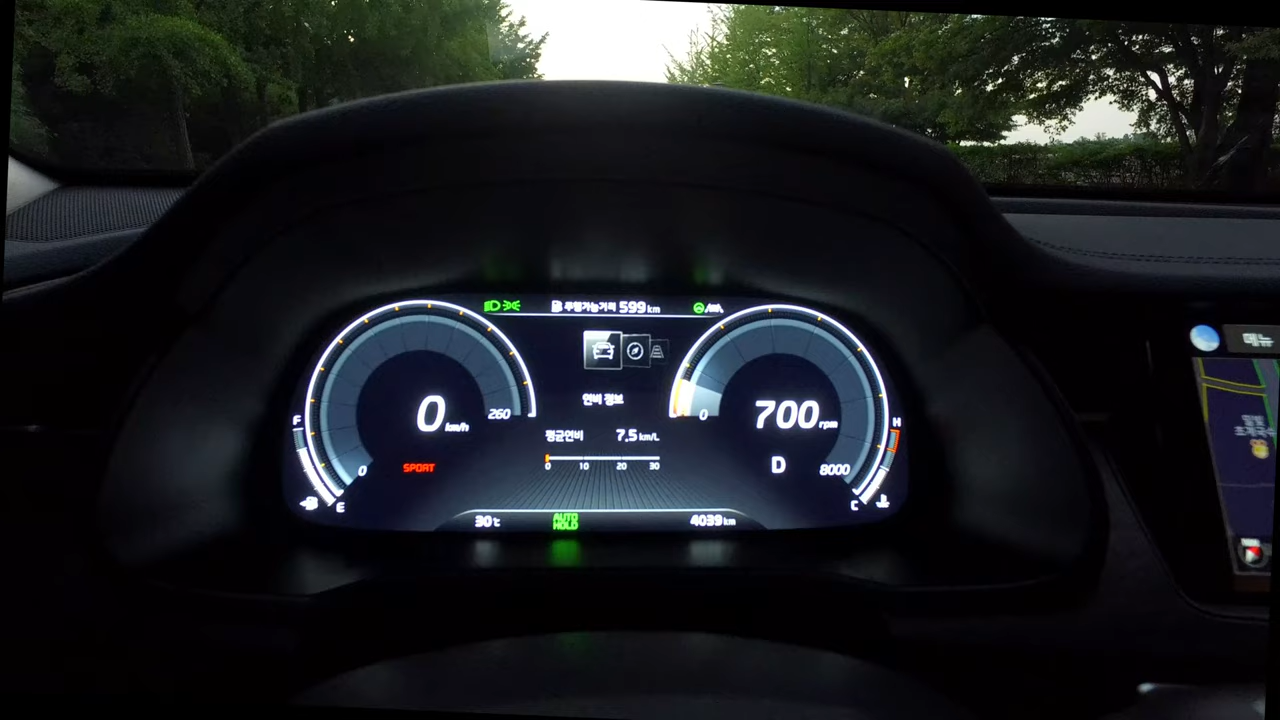 주행가능거리 599 km
연비 정보
0 km/h
260
0
700 rpm
평균연비 7.5 km/L
0 10 20 30
F
H
0
SPORT
D
8000
E
C
30℃
AUTO
HOLD
4039 km
메뉴